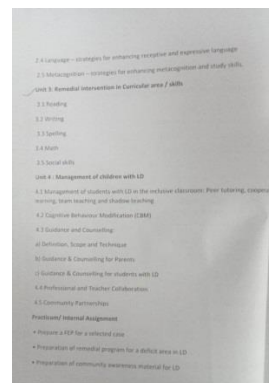 2.4 Language – strategies for enhancing receptive and expressive language
2.5 Metacognition – strategies for enhancing metacognition and study skills.
Unit 3: Remedial intervention in Curricular area / skills
3.1 Reading
3.2 Writing
3.3 Spelling
3.4 Math
3.5 Social skills
Unit 4 - Management of children with LD
4.1 Management of students with LD in the inclusive classroom: Peer tutoring,
learning, team teaching and shadow teaching
4.2 Cognitive Behaviour Modification (CBM)
4.3 Guidance and Counselling:
a) Definition, Scope and Technique
b) Guidance & Counselling for Parents
c) Guidance & Counselling for students with LD
4.4 Professional and Teacher Collaboration
4.5 Community Partnerships
Practicum/ Internal Assignment
• Prepare a for a selected case
• Preparation of remedial program for a deficit area in LD
• Preparation of community awareness material for LD